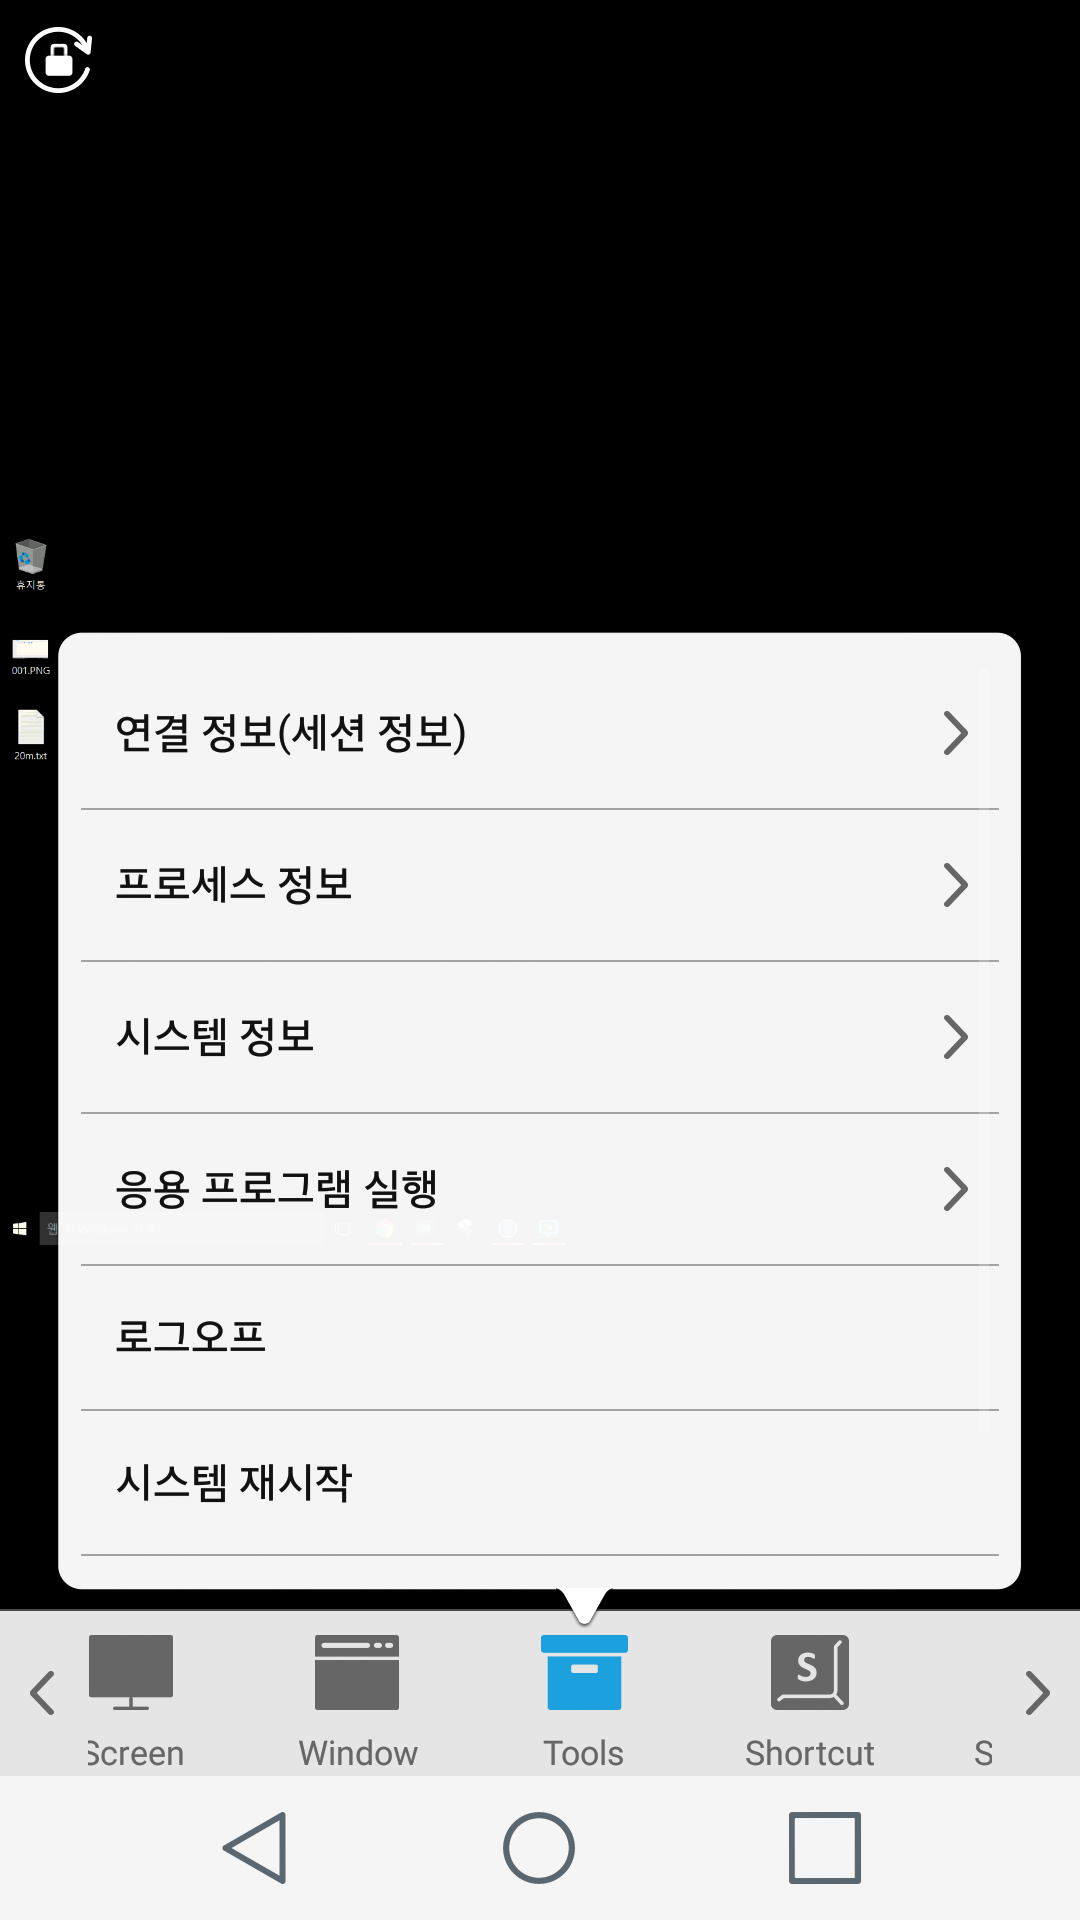 휴지통
001.PNG
20m.txt
연결 정보(세션 정보)
프로세스 정보
시스템 정보
응용 프로그램 실행
웹
로그오프
시스템 재시작
S
Screen
Window
Tools
Shortcut
S